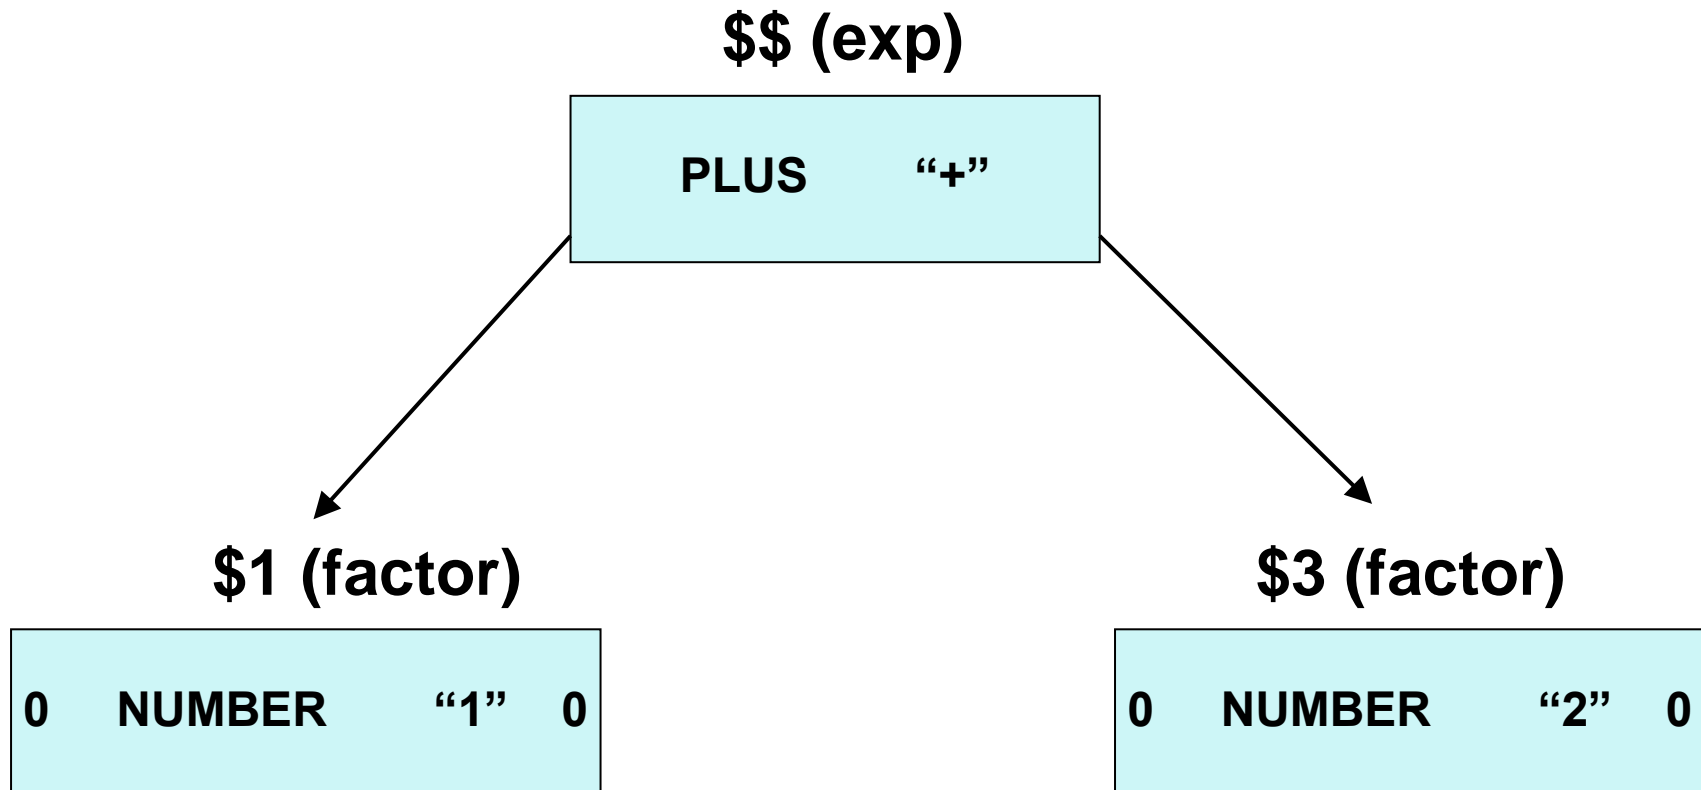 $$ (exp)
PLUS “+”
$1 (factor)
$3 (factor)
0 NUMBER “1” 0
0 NUMBER “2” 0